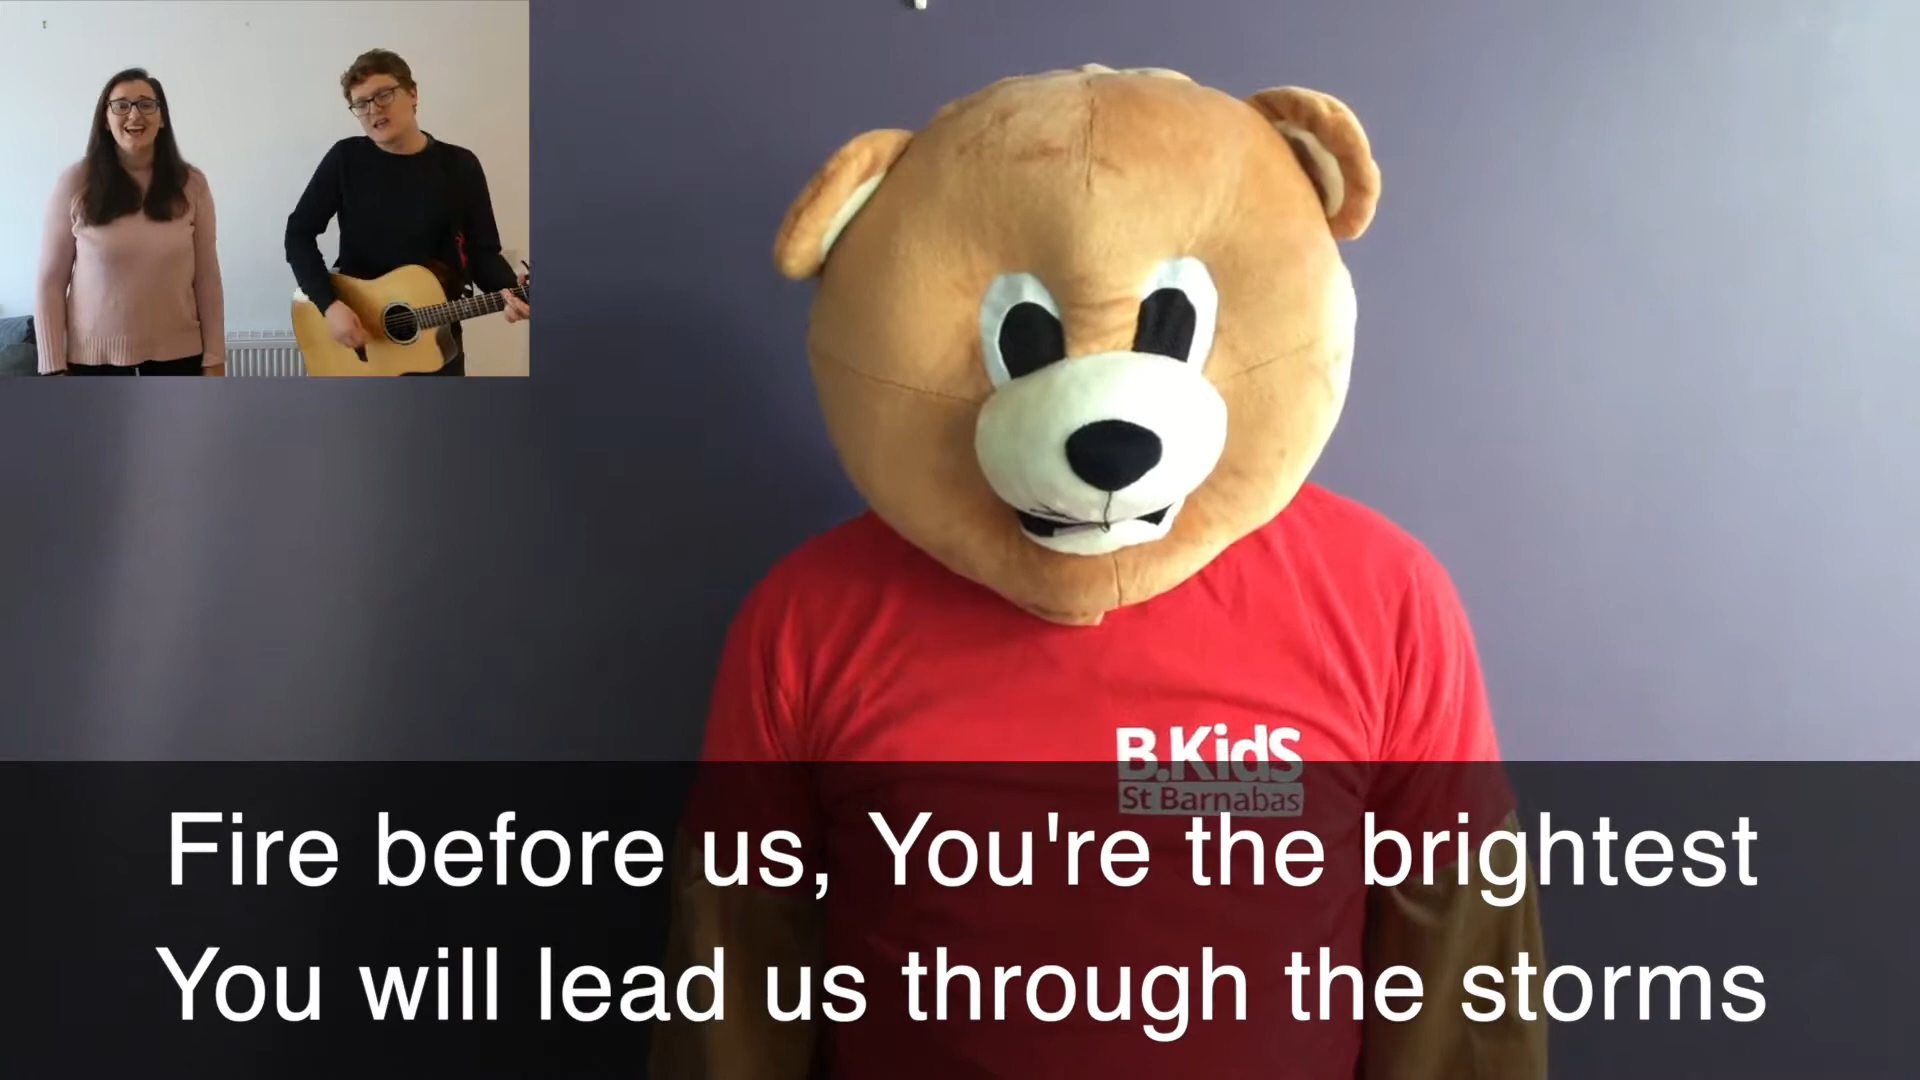 B.KidS
St Barnabas
Fire before us, You're the brightest
You will lead us through the storms